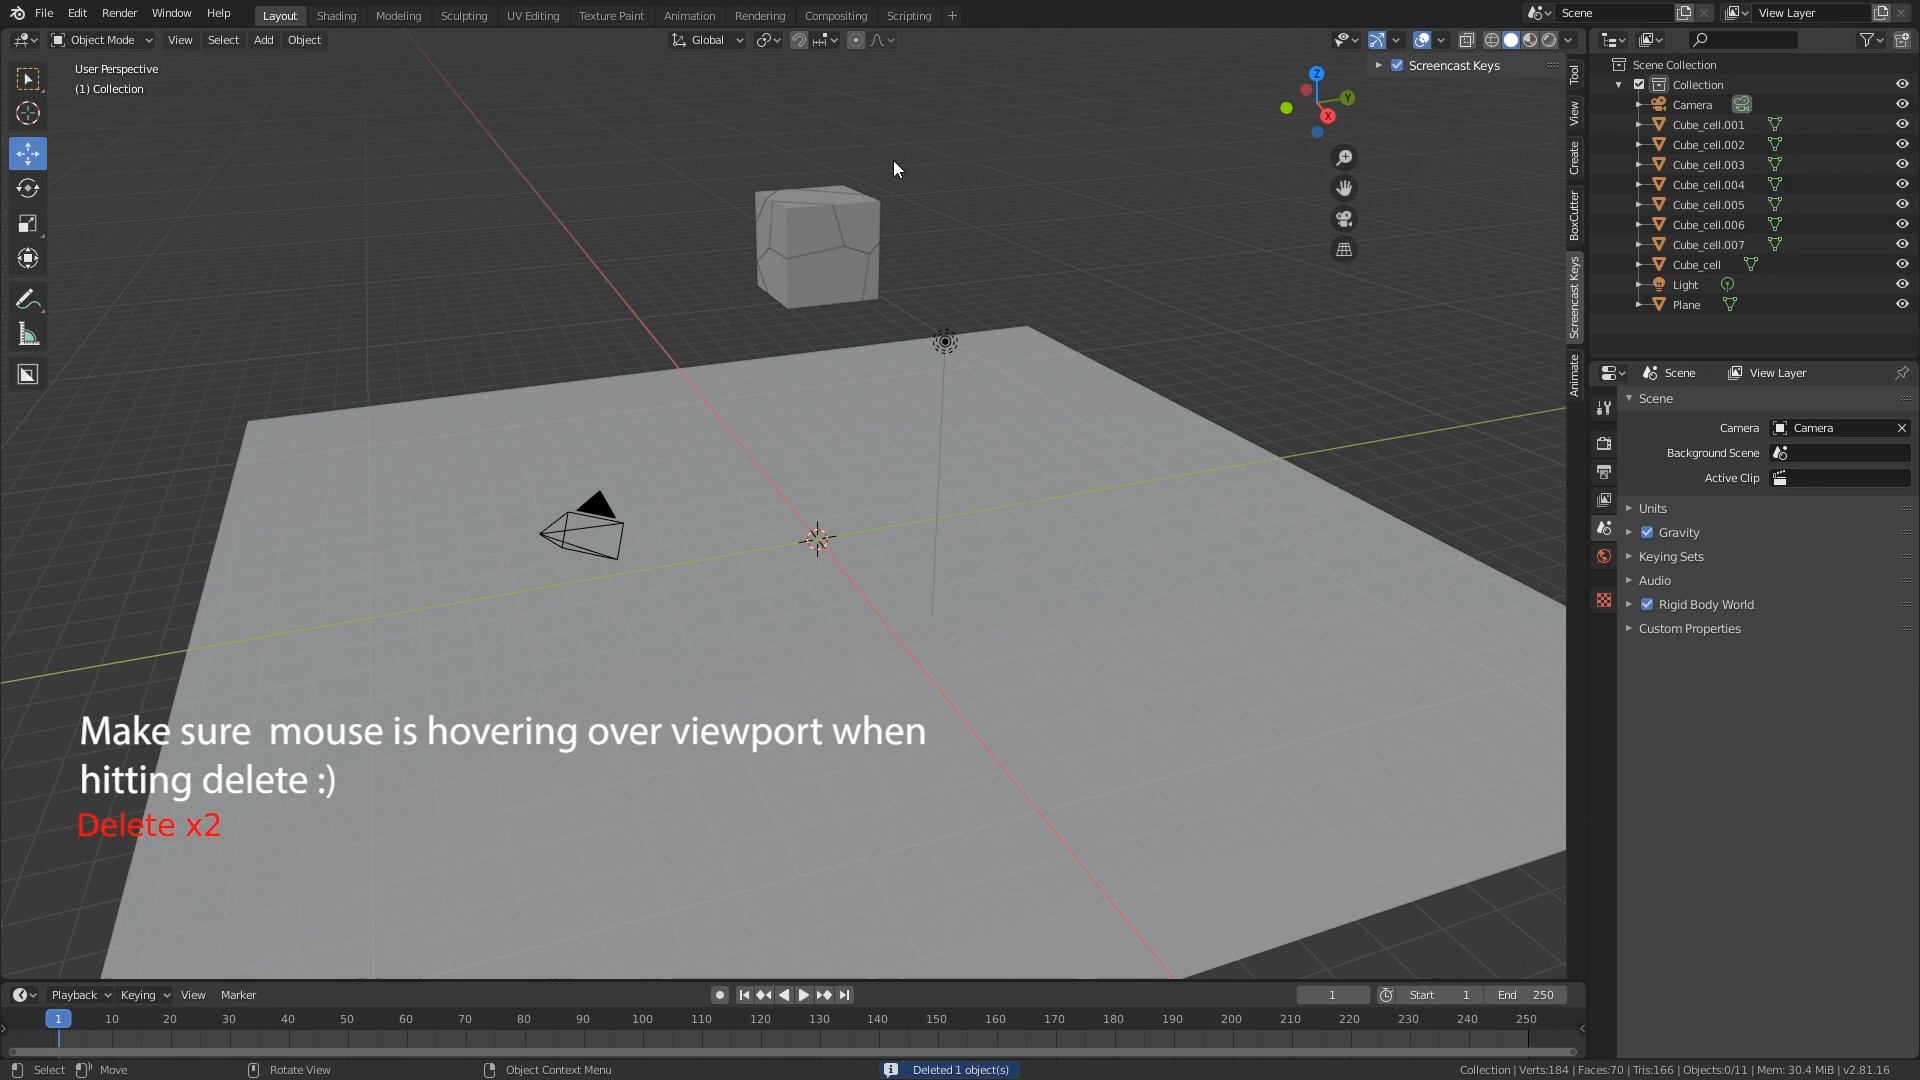 File Edit Render Window Help Layout Shading Modeling Sculpting UV Editing Texture Paint Animation Rendering Compositing Scripting + Scene View Layer
Object Mode View Select Add Object Global
User Perspective
(1) Collection
Screencast Keys
Z
Y
X
Tool
View
Create
BoxCutter
Screencast Keys
Animate
Scene Collection
Collection
Camera
Cube_cell.001
Cube_cell.002
Cube_cell.003
Cube_cell.004
Cube_cell.005
Cube_cell.006
Cube_cell.007
Cube_cell
Light
Plane
Scene View Layer
Scene
Camera Camera
Background Scene
Active Clip
Units
Gravity
Keying Sets
Audio
Rigid Body World
Custom Properties
Make sure mouse is hovering over viewport when
hitting delete :)
Delete x2
Playback Keying View Marker 1 Start 1 End 250
1 10 20 30 40 50 60 70 80 90 100 110 120 130 140 150 160 170 180 190 200 210 220 230 240 250
Select Move Rotate View Object Context Menu Deleted 1 object(s) Collection | Verts:184 | Faces:70 | Tris:166 | Objects:0/11 | Mem: 30.4 MiB | v2.81.16